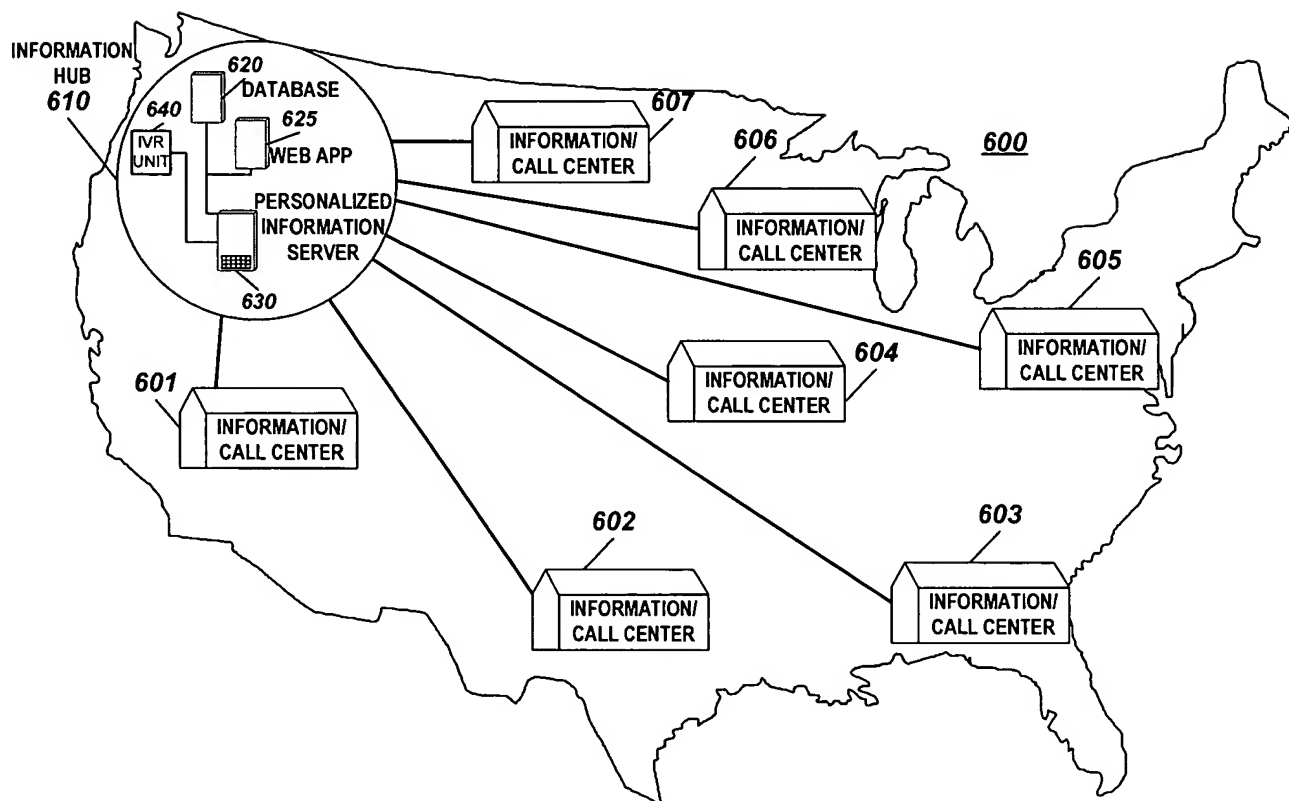 INFORMATION
HUB
610
620
DATABASE
640
IVR
UNIT
625
WEB APP
PERSONALIZED
INFORMATION
SERVER
630
607
INFORMATION/
CALL CENTER
606
INFORMATION/
CALL CENTER
600
605
INFORMATION/
CALL CENTER
604
INFORMATION/
CALL CENTER
601
INFORMATION/
CALL CENTER
602
INFORMATION/
CALL CENTER
603
INFORMATION/
CALL CENTER